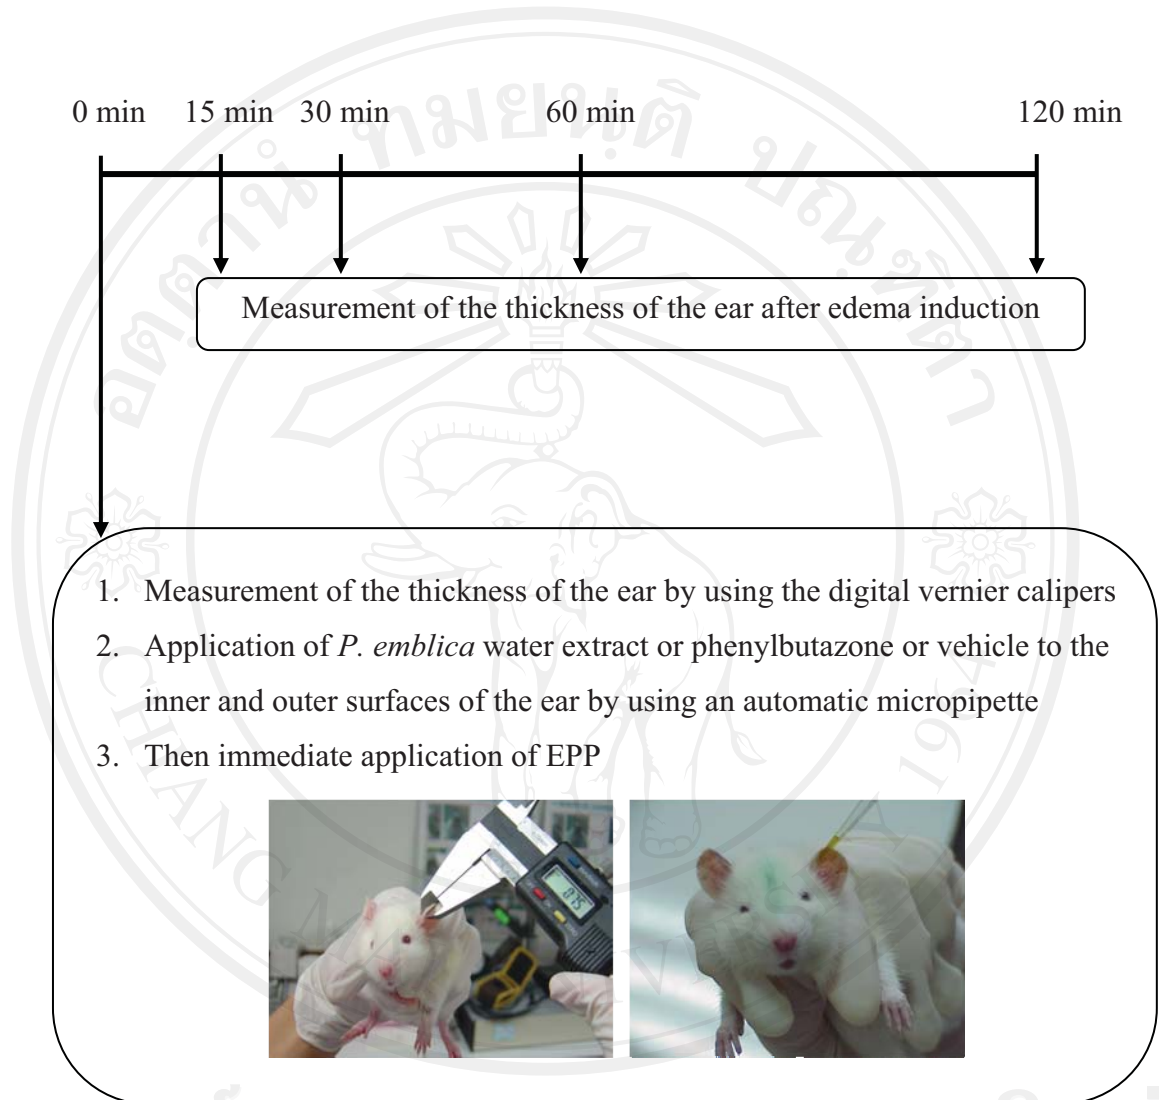 0 min 15 min 30 min 60 min 120 min
Measurement of the thickness of the ear after edema induction
1. Measurement of the thickness of the ear by using the digital vernier calipers
2. Application of P. emblica water extract or phenylbutazone or vehicle to the
inner and outer surfaces of the ear by using an automatic micropipette
3. Then immediate application of EPP
1964